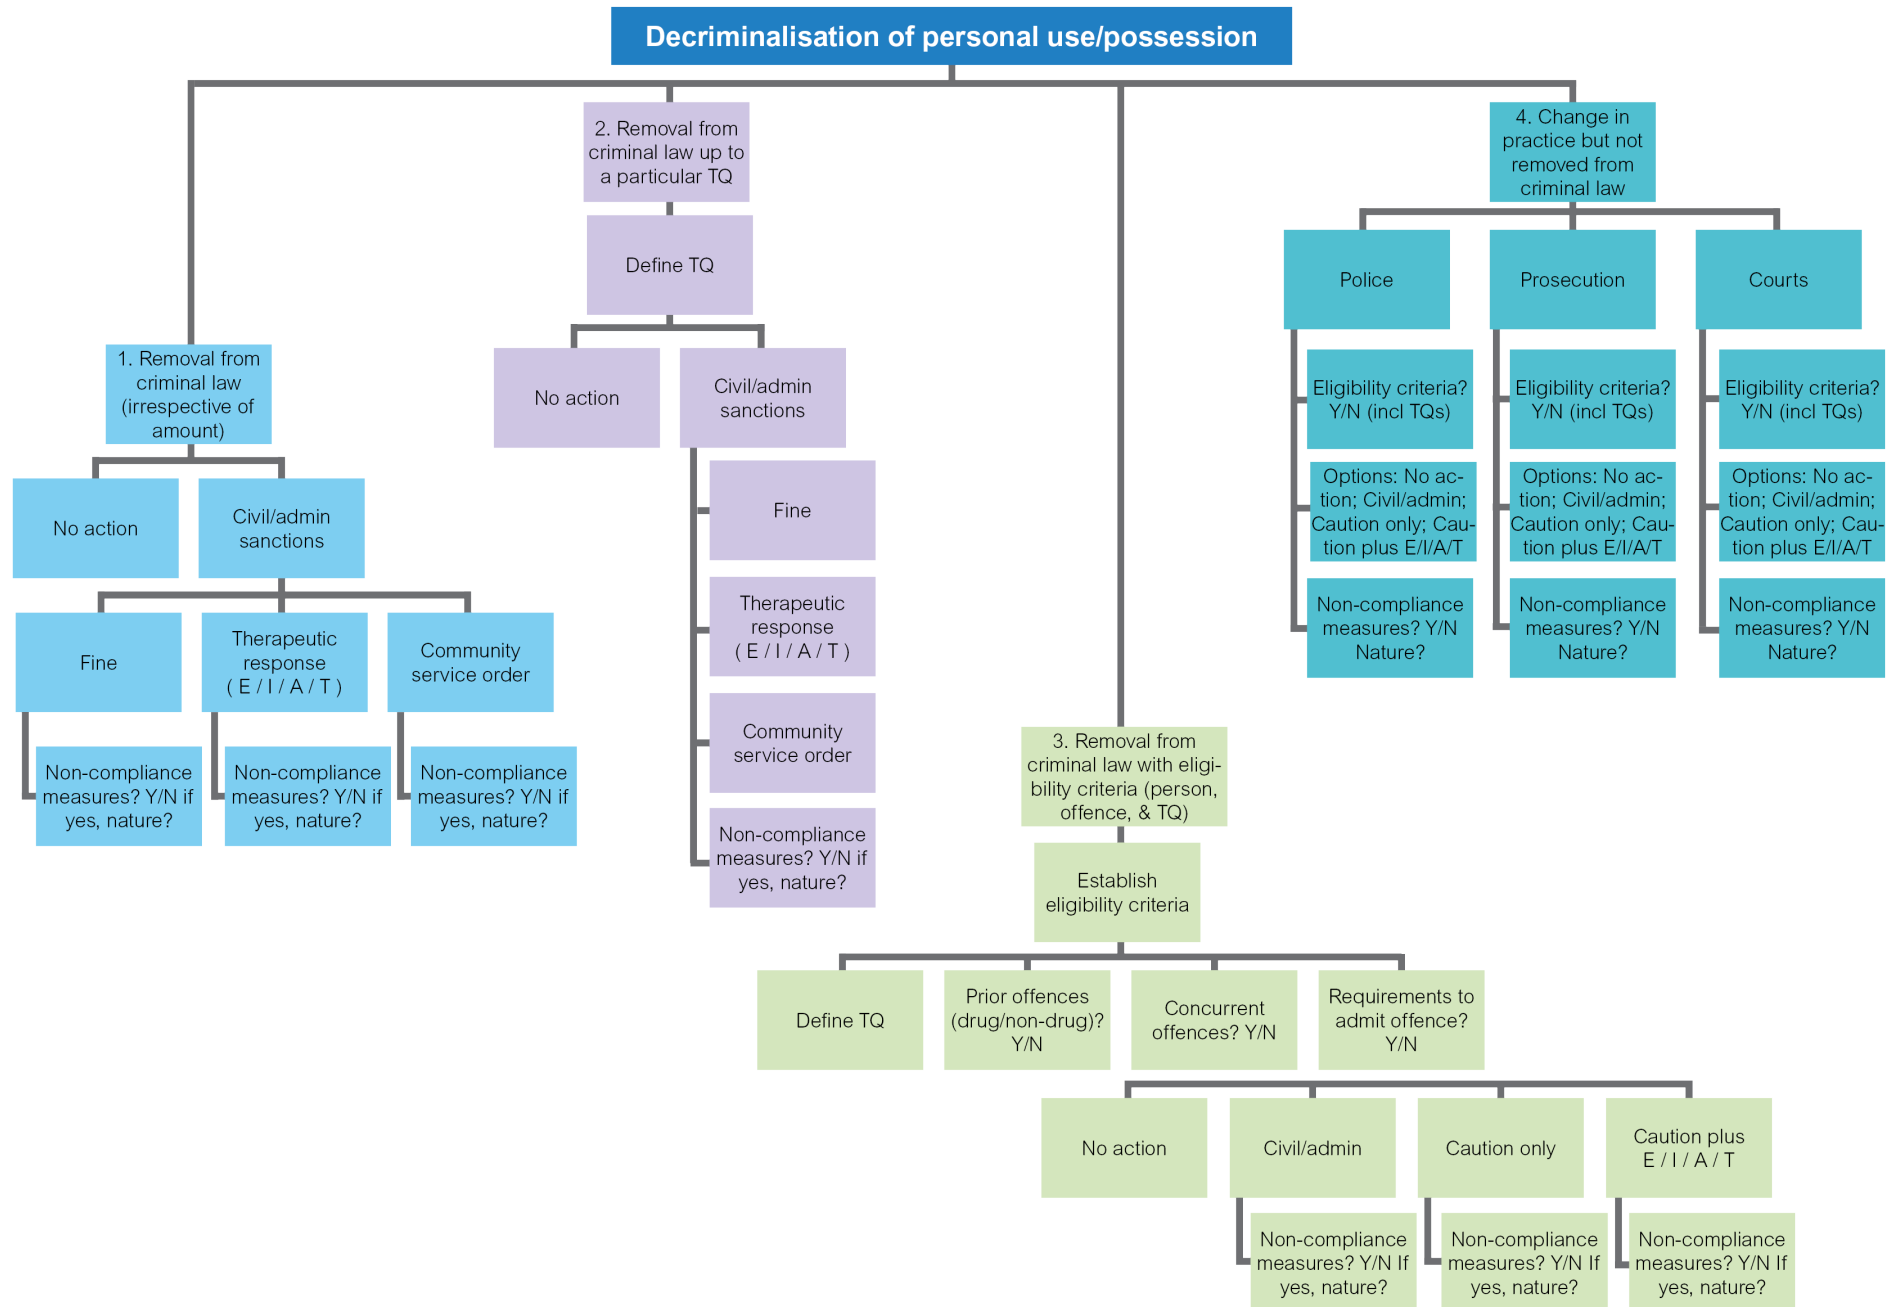 Decriminalisation of personal use/possession
1. Removal from
criminal law
(irrespective of
amount)
No action
Civil/admin
sanctions
Fine
Therapeutic
response
( E / I / A / T )
Community
service order
Non-compliance
measures? Y/N if
yes, nature?
Non-compliance
measures? Y/N if
yes, nature?
Non-compliance
measures? Y/N if
yes, nature?
2. Removal from
criminal law up to
a particular TQ
Define TQ
No action
Civil/admin
sanctions
Fine
Therapeutic
response
( E / I / A / T )
Community
service order
Non-compliance
measures? Y/N if
yes, nature?
3. Removal from
criminal law with eligi-
bility criteria (person,
offence, & TQ)
Establish
eligibility criteria
Define TQ
Prior offences
(drug/non-drug)?
Y/N
Concurrent
offences? Y/N
Requirements to
admit offence?
Y/N
No action
Civil/admin
Caution only
Caution plus
E / I / A / T
Non-compliance
measures? Y/N If
yes, nature?
Non-compliance
measures? Y/N If
yes, nature?
Non-compliance
measures? Y/N If
yes, nature?
4. Change in
practice but not
removed from
criminal law
Police
Eligibility criteria?
Y/N (incl TQs)
Options: No ac-
tion; Civil/admin;
Caution only; Cau-
tion plus E/I/A/T
Non-compliance
measures? Y/N
Nature?
Prosecution
Eligibility criteria?
Y/N (incl TQs)
Options: No ac-
tion; Civil/admin;
Caution only; Cau-
tion plus E/I/A/T
Non-compliance
measures? Y/N
Nature?
Courts
Eligibility criteria?
Y/N (incl TQs)
Options: No ac-
tion; Civil/admin;
Caution only; Cau-
tion plus E/I/A/T
Non-compliance
measures? Y/N
Nature?